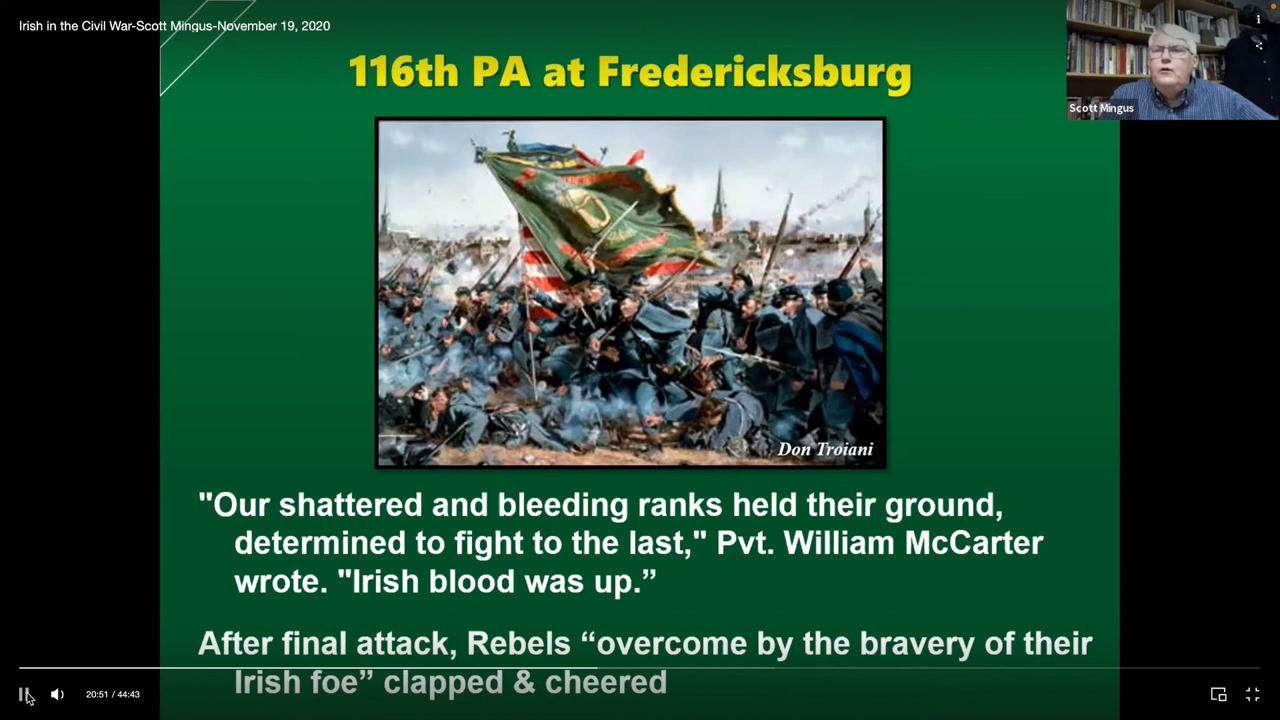 Irish in the Civil War-Scott Mingus-November 19, 2020
116th PA at Fredericksburg
Scott Mingus
Don Troiani
"Our shattered and bleeding ranks held their ground,
determined to fight to the last," Pvt. William McCarter
wrote. "Irish blood was up.”
After final attack, Rebels “overcome by the bravery of their
Irish foe” clapped & cheered
20:51 / 44:43